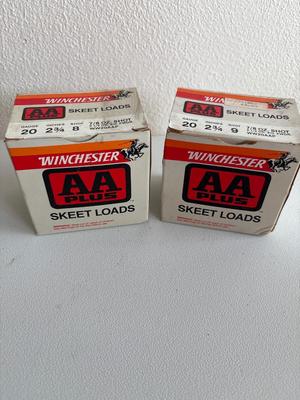 WINCHESTER
AA
PLUS
SKEET LOADS
GAUGE INCHES SHOT
20 2¾ 8
7/8 OZ. SHOT
WW20AAP
WINCHESTER
AA
PLUS
SKEET LOADS
WINCHESTER
AA
PLUS
SKEET LOADS
GAUGE INCHES SHOT
20 2¾ 9
7/8 OZ. SHOT
WW20AAP
WINCHESTER
AA
PLUS
SKEET LOADS